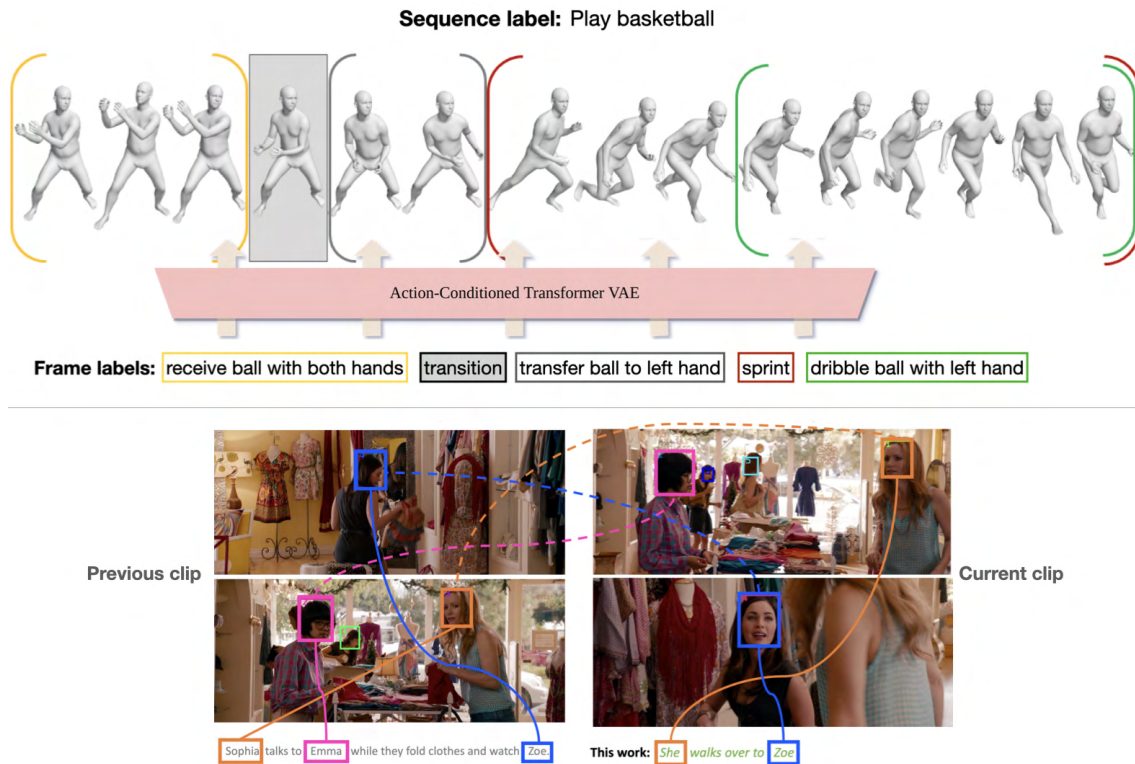 Sequence label: Play basketball
Action-Conditioned Transformer VAE
Frame labels: receive ball with both hands transition transfer ball to left hand sprint dribble ball with left hand
Previous clip
Current clip
Sophia talks to Emma while they fold clothes and watch Zoe.
This work: She walks over to Zoe